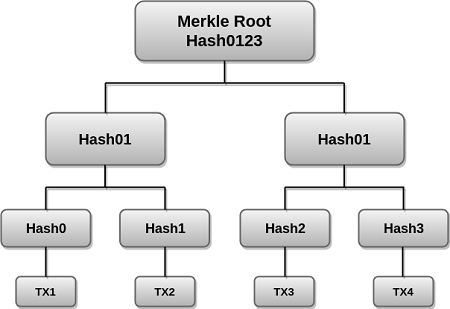 Merkle Root
Hash0123
Hash01
Hash01
Hash0
Hash1
Hash2
Hash3
TX1
TX2
TX3
TX4